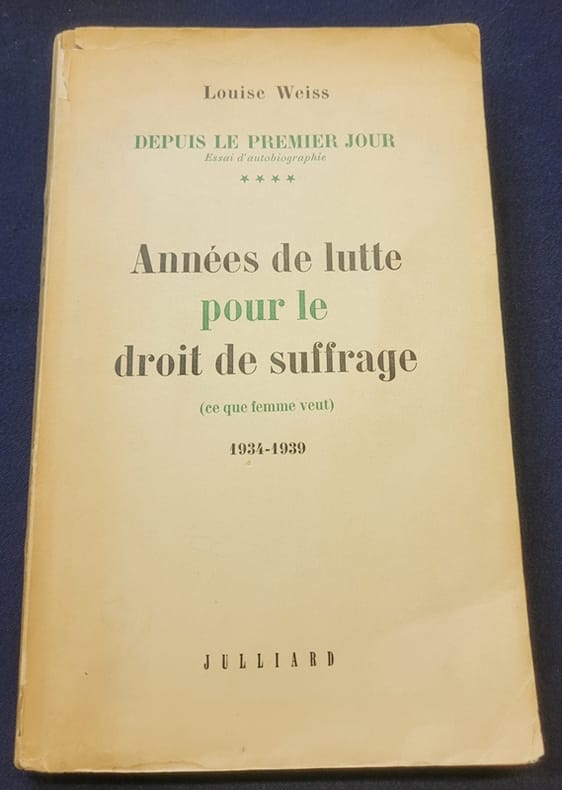 Louise Weiss
DEPUIS LE PREMIER JOUR
Essai d'autobiographie
★ ★ ★ ★
Années de lutte
pour le
droit de suffrage
(ce que femme veut)
1934-1939
JULLIARD